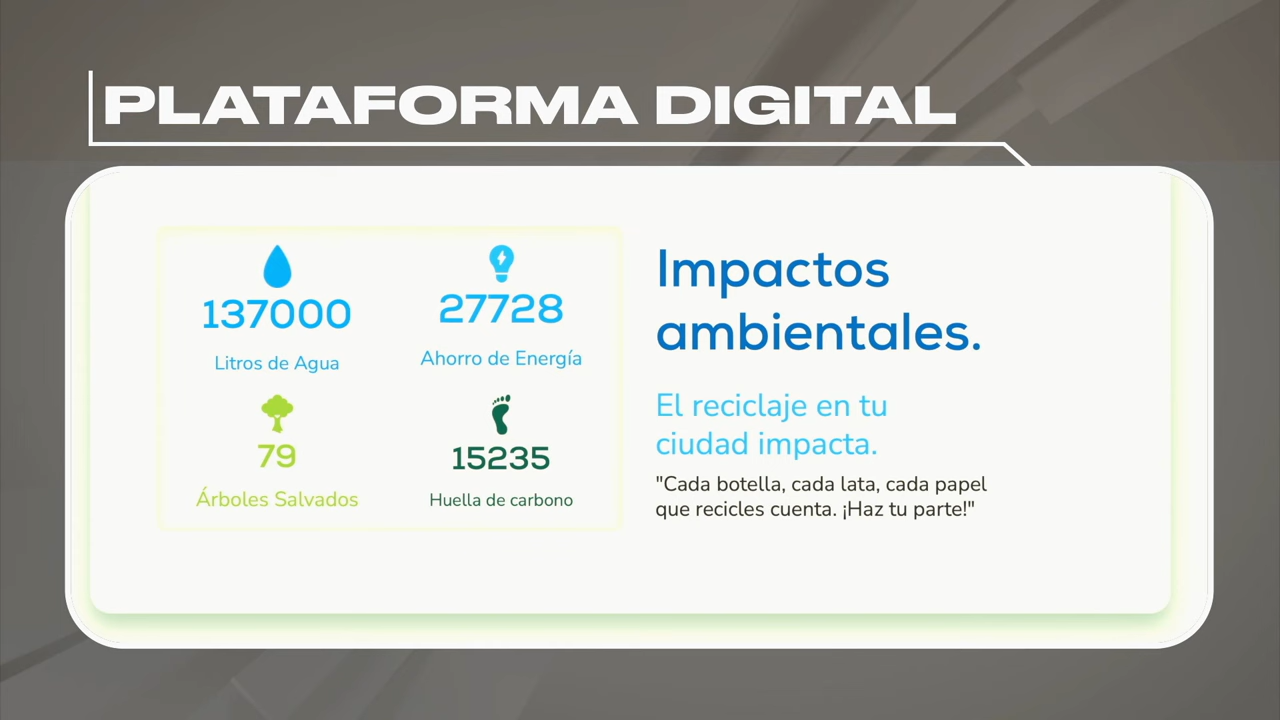 PLATAFORMA DIGITAL
137000
Litros de Agua
27728
Ahorro de Energía
79
Árboles Salvados
15235
Huella de carbono
Impactos
ambientales.
El reciclaje en tu
ciudad impacta.
"Cada botella, cada lata, cada papel
que recicles cuenta. ¡Haz tu parte!"